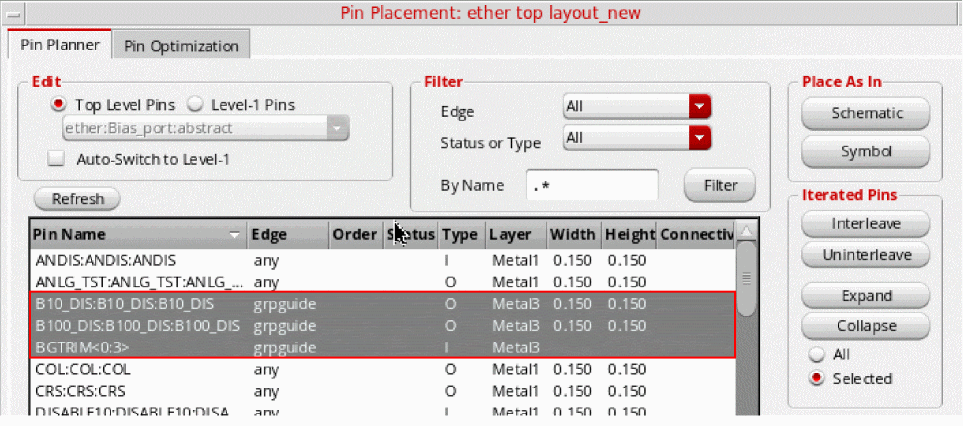 Pin Placement: ether top layout_new
Pin Planner Pin Optimization
Edit
Top Level Pins Level-1 Pins
ether:Bias_port:abstract
Auto-Switch to Level-1
Refresh
Filter
Edge All
Status or Type All
By Name .* Filter
Place As In
Schematic
Symbol
Iterated Pins
Interleave
Uninterleave
Expand
Collapse
All
Selected
Pin Name Edge Order Status Type Layer Width Height Connectiv
ANDIS:ANDIS:ANDIS any I Metal1 0.150 0.150
ANLG_TST:ANLG_TST:ANLG_... any O Metal1 0.150 0.150
B10_DIS:B10_DIS:B10_DIS grpguide O Metal3 0.150 0.150
B100_DIS:B100_DIS:B100_DIS grpguide O Metal3 0.150 0.150
BGTRIM<0:3> grpguide I Metal3
COL:COL:COL any O Metal1 0.150 0.150
CRS:CRS:CRS any O Metal1 0.150 0.150
DISABLE10:DISABLE10:DISA any I Metal1 0.150 0.150